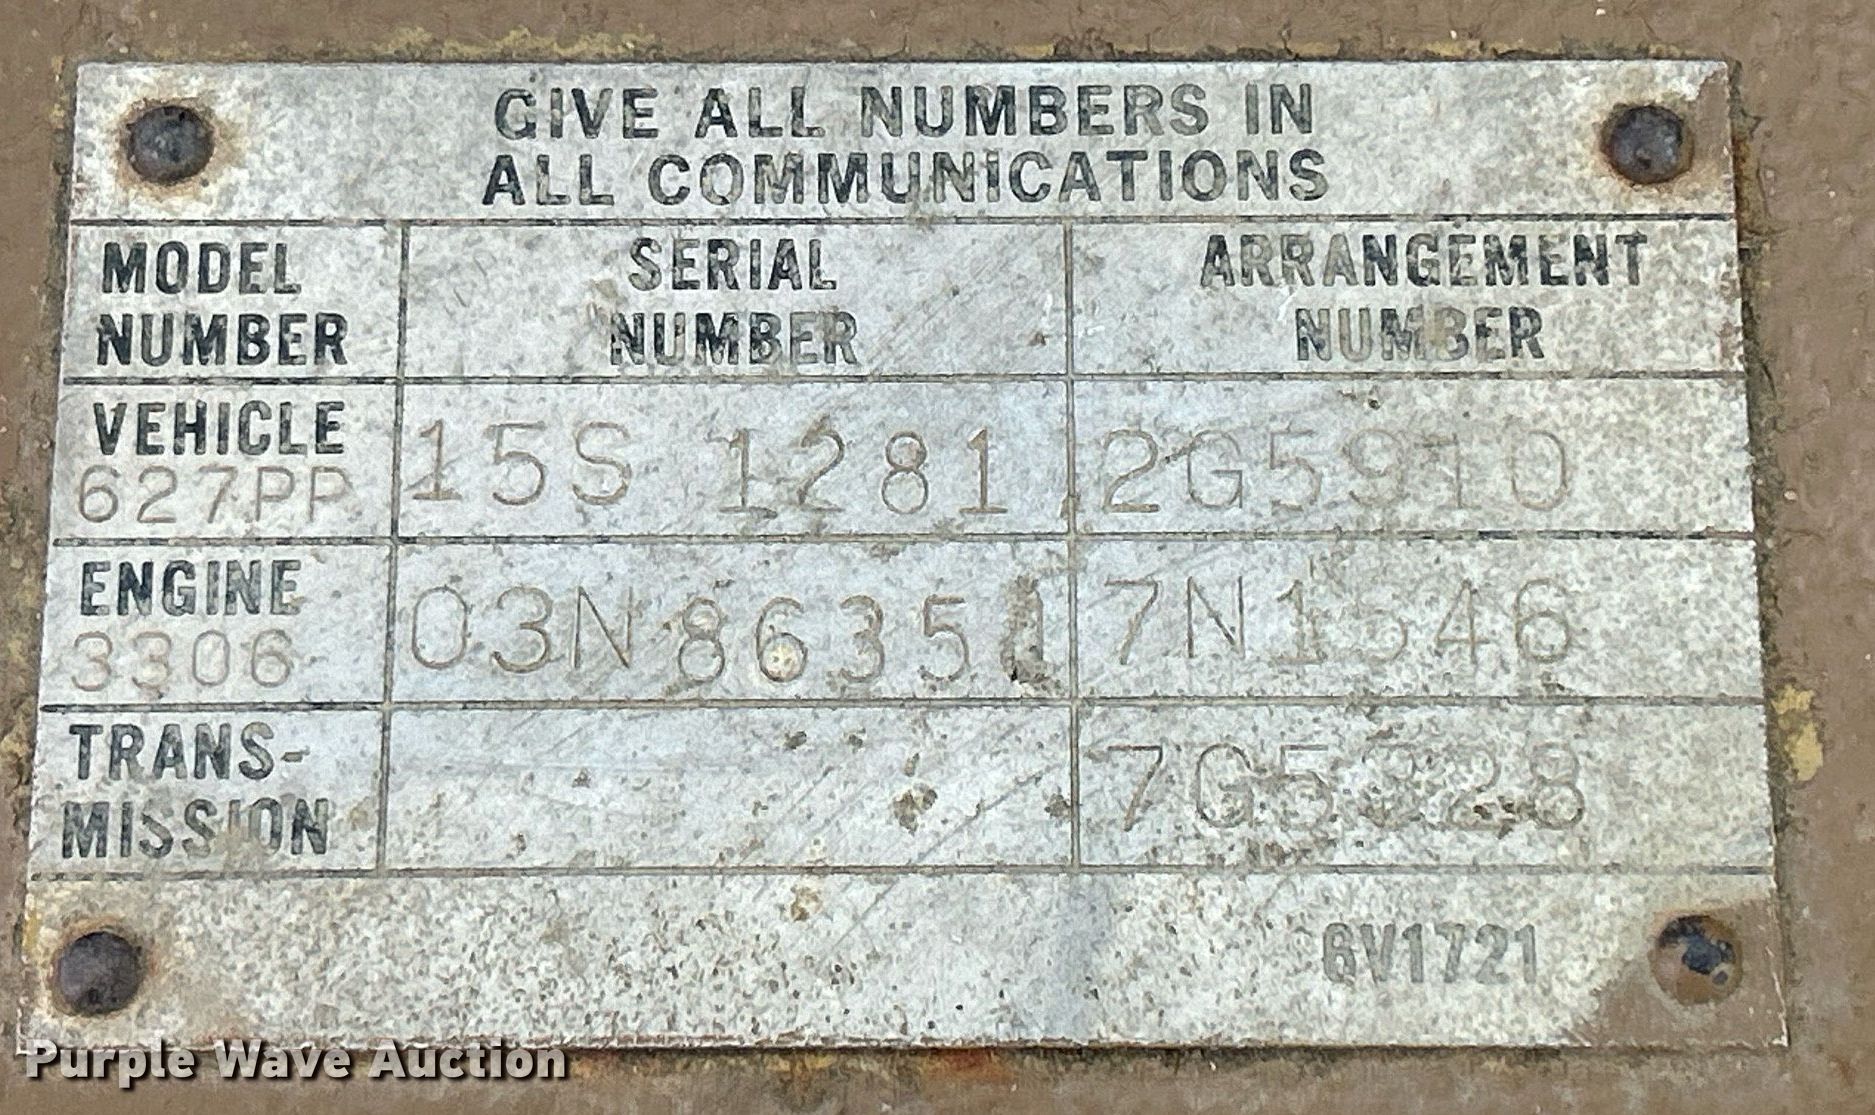 GIVE ALL NUMBERS IN
ALL COMMUNICATIONS
MODEL NUMBER
SERIAL NUMBER
ARRANGEMENT NUMBER
VEHICLE
627PP 15S 1281 2G5910
ENGINE
3306 03N 7N1546
TRANS-
MISSION
6V1721
Purple Wave Auction